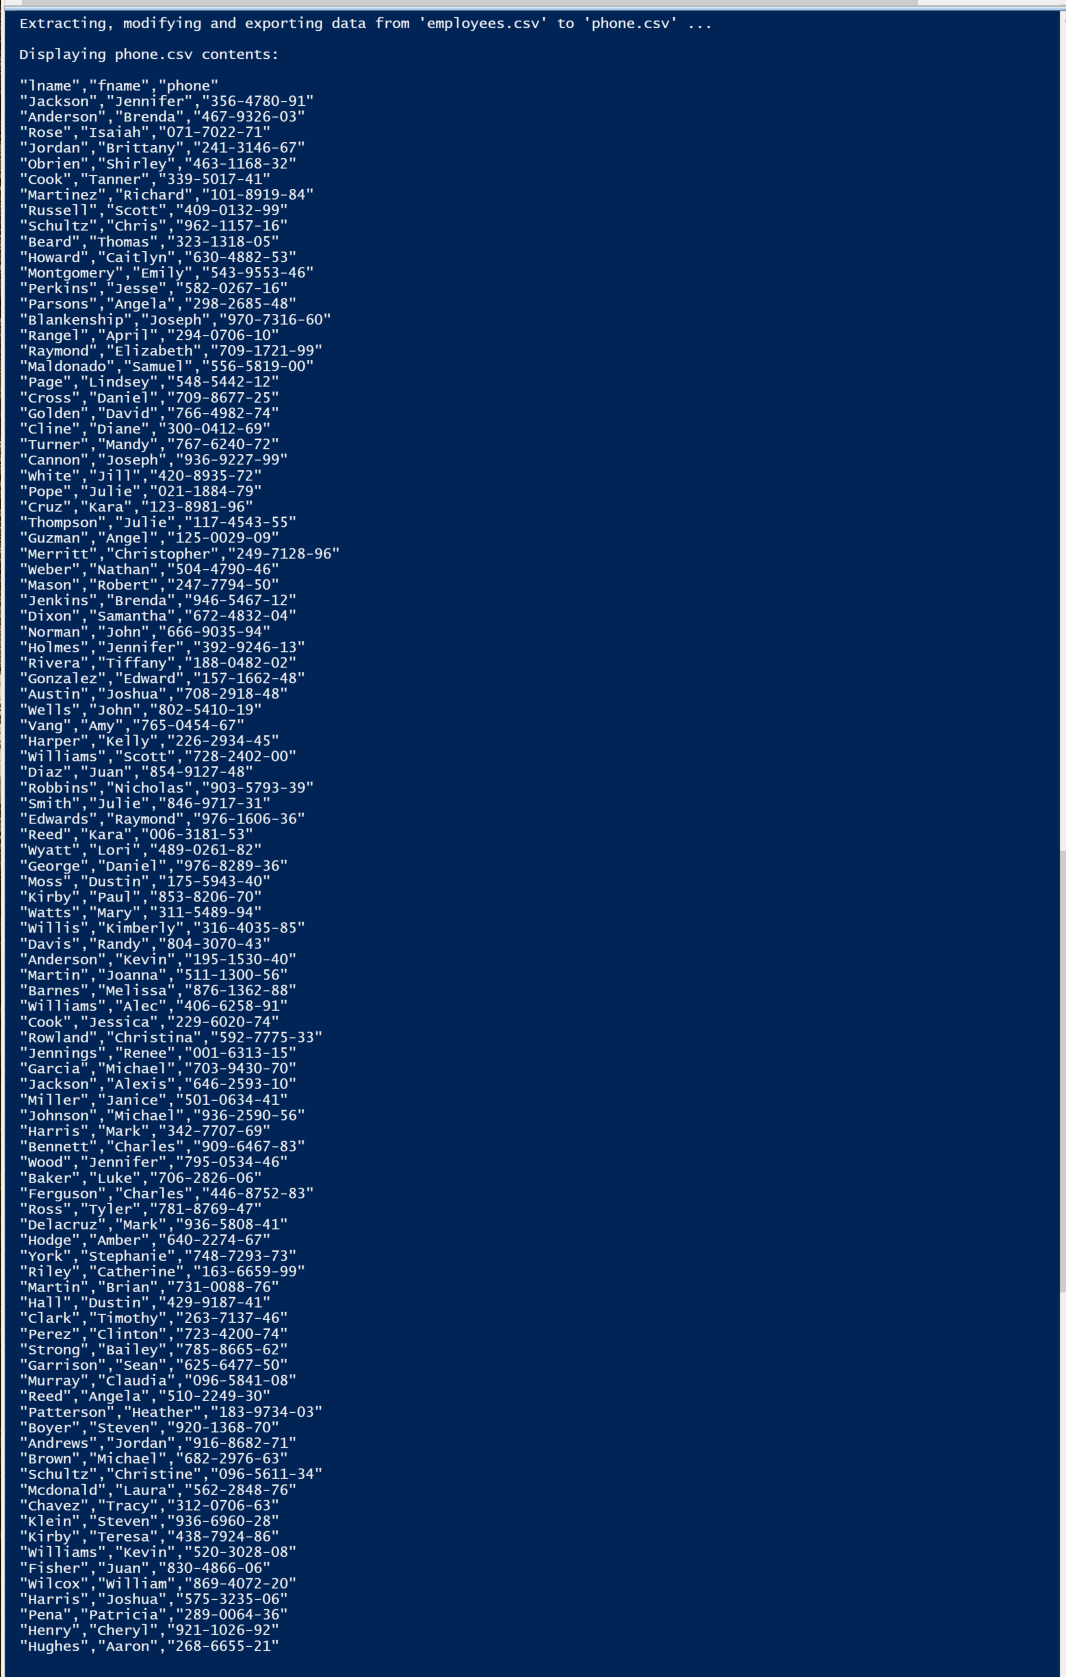 Extracting, modifying and exporting data from 'employees.csv' to 'phone.csv' ...
Displaying phone.csv contents:
"lname","fname","phone"
"Jackson","Jennifer","356-4780-91"
"Anderson","Brenda","467-9326-03"
"Rose","Isaiah","071-7022-71"
"Jordan","Brittany","241-3146-67"
"Obrien","Shirley","463-1168-32"
"Cook","Tanner","339-5017-41"
"Martinez","Richard","101-8919-84"
"Russell","Scott","409-0132-99"
"Schultz","Chris","962-1157-16"
"Beard","Thomas","323-1318-05"
"Howard","Caitlyn","630-4882-53"
"Montgomery","Emily","543-9553-46"
"Perkins","Jesse","582-0267-16"
"Parsons","Angela","298-2685-48"
"Blankenship","Joseph","970-7316-60"
"Rangel","April","294-0706-10"
"Raymond","Elizabeth","709-1721-99"
"Maldonado","Samuel","556-5819-00"
"Page","Lindsey","548-5442-12"
"Cross","Daniel","709-8677-25"
"Golden","David","766-4982-74"
"Cline","Diane","300-0412-69"
"Turner","Mandy","767-6240-72"
"Cannon","Joseph","936-9227-99"
"White","Jill","420-8935-72"
"Pope","Julie","021-1884-79"
"Cruz","Kara","123-8981-96"
"Thompson","Julie","117-4543-55"
"Guzman","Angel","125-0029-09"
"Merritt","Christopher","249-7128-96"
"Weber","Nathan","504-4790-46"
"Mason","Robert","247-7794-50"
"Jenkins","Brenda","946-5467-12"
"Dixon","Samantha","672-4832-04"
"Norman","John","666-9035-94"
"Holmes","Jennifer","392-9246-13"
"Rivera","Tiffany","188-0482-02"
"Gonzalez","Edward","157-1662-48"
"Austin","Joshua","708-2918-48"
"Wells","John","802-5410-19"
"Vang","Amy","765-0454-67"
"Harper","Kelly","226-2934-45"
"Williams","Scott","728-2402-00"
"Diaz","Juan","854-9127-48"
"Robbins","Nicholas","903-5793-39"
"Smith","Julie","846-9717-31"
"Edwards","Raymond","976-1606-36"
"Reed","Kara","006-3181-53"
"Wyatt","Lori","489-0261-82"
"George","Daniel","976-8289-36"
"Moss","Dustin","175-5943-40"
"Kirby","Paul","853-8206-70"
"Watts","Mary","311-5489-94"
"Willis","Kimberly","316-4035-85"
"Davis","Randy","804-3070-43"
"Anderson","Kevin","195-1530-40"
"Martin","Joanna","511-1300-56"
"Barnes","Melissa","876-1362-88"
"Williams","Alec","406-6258-91"
"Cook","Jessica","229-6020-74"
"Rowland","Christina","592-7775-33"
"Jennings","Renee","001-6313-15"
"Garcia","Michael","703-9430-70"
"Jackson","Alexis","646-2593-10"
"Miller","Janice","501-0634-41"
"Johnson","Michael","936-2590-56"
"Harris","Mark","342-7707-69"
"Bennett","Charles","909-6467-83"
"Wood","Jennifer","795-0534-46"
"Baker","Luke","706-2826-06"
"Ferguson","Charles","446-8752-83"
"Ross","Tyler","781-8769-47"
"Delacruz","Mark","936-5808-41"
"Hodge","Amber","640-2274-67"
"York","Stephanie","748-7293-73"
"Riley","Catherine","163-6659-99"
"Martin","Brian","731-0088-76"
"Hall","Dustin","429-9187-41"
"Clark","Timothy","263-7137-46"
"Perez","Clinton","723-4200-74"
"Strong","Bailey","785-8665-62"
"Garrison","Sean","625-6477-50"
"Murray","Claudia","096-5841-08"
"Reed","Angela","510-2249-30"
"Patterson","Heather","183-9734-03"
"Boyer","Steven","920-1368-70"
"Andrews","Jordan","916-8682-71"
"Brown","Michael","682-2976-63"
"Schultz","Christine","096-5611-34"
"Mcdonald","Laura","562-2848-76"
"Chavez","Tracy","312-0706-63"
"Klein","Steven","936-6960-28"
"Kirby","Teresa","438-7924-86"
"Williams","Kevin","520-3028-08"
"Fisher","Juan","830-4866-06"
"Wilcox","William","869-4072-20"
"Harris","Joshua","575-3235-06"
"Pena","Patricia","289-0064-36"
"Henry","Cheryl","921-1026-92"
"Hughes","Aaron","268-6655-21"